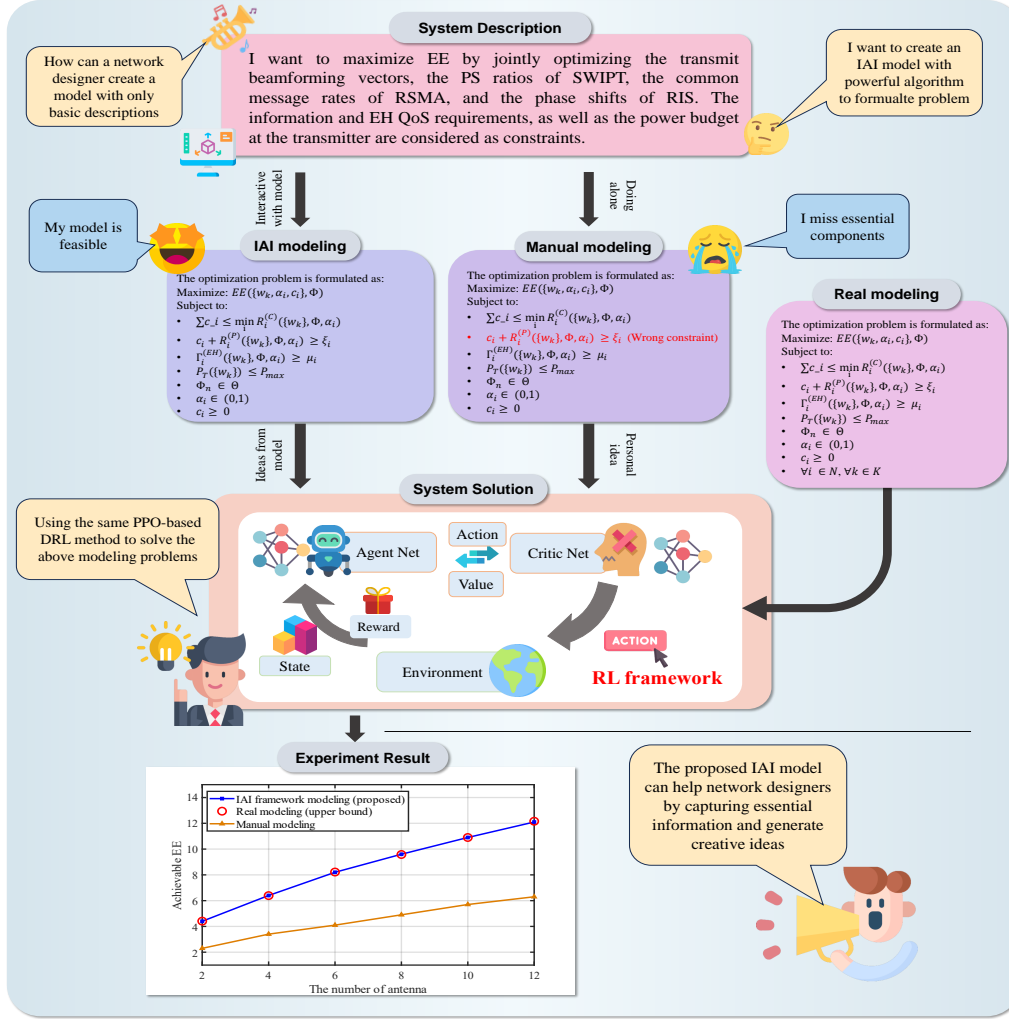 System Description
How can a network
designer create a
model with only
basic descriptions
I want to maximize EE by jointly optimizing the transmit
beamforming vectors, the PS ratios of SWIPT, the common
message rates of RSMA, and the phase shifts of RIS. The
information and EH QoS requirements, as well as the power budget
at the transmitter are considered as constraints.
I want to create an
IAI model with
powerful algorithm
to formualte problem
Interactive
with model
Doing
alone
My model is
feasible
I miss essential
components
IAI modeling
The optimization problem is formulated as:
Maximize: EE({w_k, α_i, c_i}, Φ)
Subject to:
• ∑c_i ≤ min_i R_i^(C)({w_k}, Φ, α_i)
• c_i + R_i^(P)({w_k}, Φ, α_i) ≥ ξ_i
• Γ_i^(EH)({w_k}, Φ, α_i) ≥ μ_i
• P_T({w_k}) ≤ P_max
• Φ_n ∈ Θ
• α_i ∈ (0,1)
• c_i ≥ 0
Manual modeling
The optimization problem is formulated as:
Maximize: EE({w_k, α_i, c_i}, Φ)
Subject to:
• ∑c_i ≤ min_i R_i^(C)({w_k}, Φ, α_i)
• c_i + R_i^(P)({w_k}, Φ, α_i) ≥ ξ_i (Wrong constraint)
• Γ_i^(EH)({w_k}, Φ, α_i) ≥ μ_i
• P_T({w_k}) ≤ P_max
• Φ_n ∈ Θ
• α_i ∈ (0,1)
• c_i ≥ 0
Real modeling
The optimization problem is formulated as:
Maximize: EE({w_k, α_i, c_i}, Φ)
Subject to:
• ∑c_i ≤ min_i R_i^(C)({w_k}, Φ, α_i)
• c_i + R_i^(P)({w_k}, Φ, α_i) ≥ ξ_i
• Γ_i^(EH)({w_k}, Φ, α_i) ≥ μ_i
• P_T({w_k}) ≤ P_max
• Φ_n ∈ Θ
• α_i ∈ (0,1)
• c_i ≥ 0
• ∀i ∈ N, ∀k ∈ K
Ideas from
model
Personal
idea
System Solution
Using the same PPO-based
DRL method to solve the
above modeling problems
Agent Net
Action
Value
Critic Net
Reward
State
Environment
ACTION
RL framework
Experiment Result
IAI framework modeling (proposed)
Real modeling (upper bound)
Manual modeling
Achievable EE
14
12
10
8
6
4
2
2 4 6 8 10 12
The number of antenna
The proposed IAI model
can help network designers
by capturing essential
information and generate
creative ideas